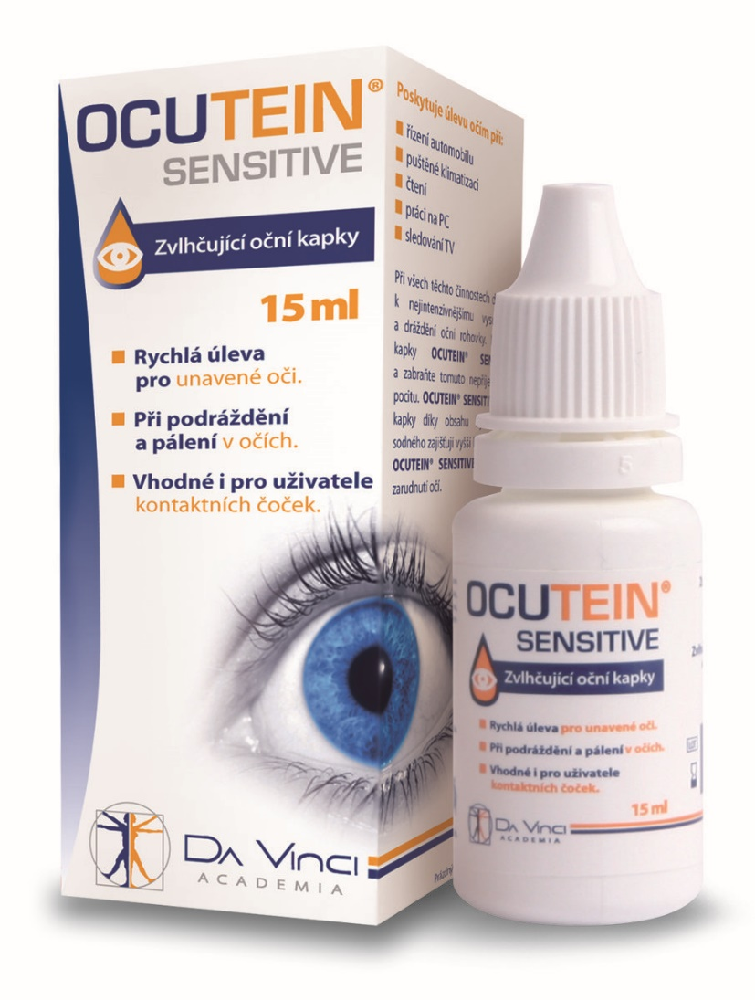 OCUTEIN®
SENSITIVE
Zvlhčující oční kapky
15 ml
Rychlá úleva
pro unavené oči.
Při podráždění
a pálení v očích.
Vhodné i pro uživatele
kontaktních čoček.
DA VINCI
ACADEMIA
Poskytuje úlevu očím při:
řízení automobilu
puštěné klimatizaci
čtení
práci na PC
sledování TV
Při všech těchto činnostech
k nejintenzivnějšímu
a dráždění oční rohovky.
kapky OCUTEIN®
a zabraňte tomuto
pocitu. OCUTEIN®
kapky díky obsahu
sodného zajišťují vyšší
OCUTEIN® SENSITIVE
zarudnutí očí.
5
OCUTEIN®
SENSITIVE
Zvlhčující oční kapky
Rychlá úleva pro unavené oči.
Při podráždění a pálení v očích.
Vhodné i pro uživatele
kontaktních čoček.
15 ml
DA VINCI
ACADEMIA